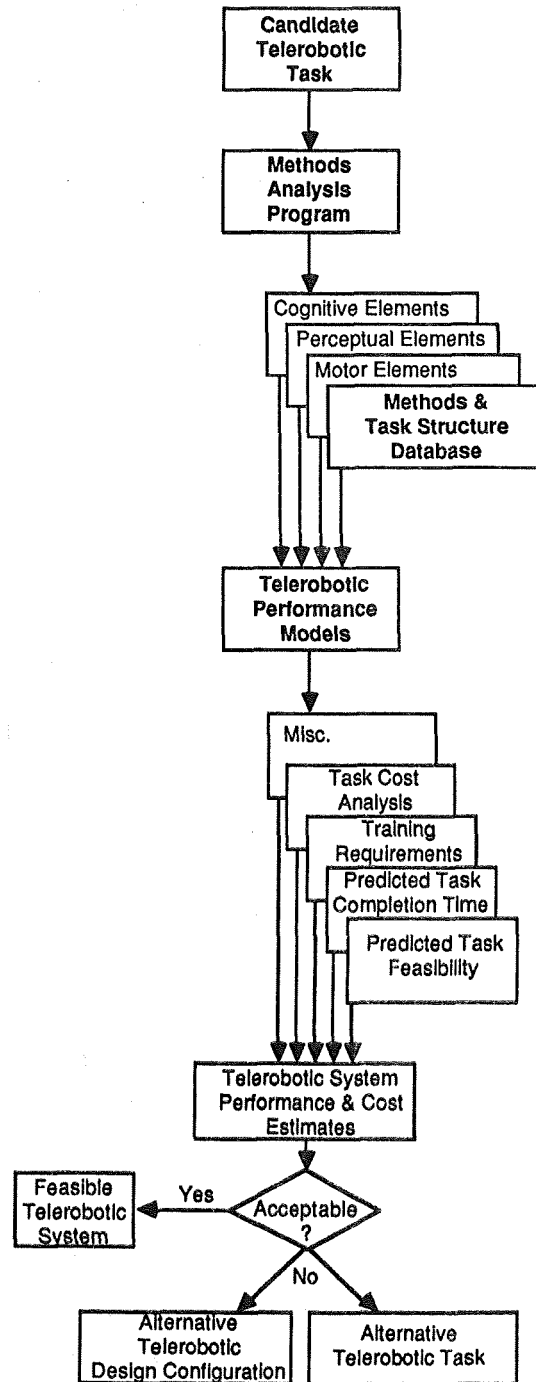 Candidate
Telerobotic
Task
Methods
Analysis
Program
Cognitive Elements
Perceptual Elements
Motor Elements
Methods &
Task Structure
Database
Telerobotic
Performance
Models
Misc.
Task Cost
Analysis
Training
Requirements
Predicted Task
Completion Time
Predicted Task
Feasibility
Telerobotic System
Performance & Cost
Estimates
Yes
Feasible
Telerobotic
System
Acceptable
?
No
Alternative
Telerobotic
Design Configuration
Alternative
Telerobotic Task